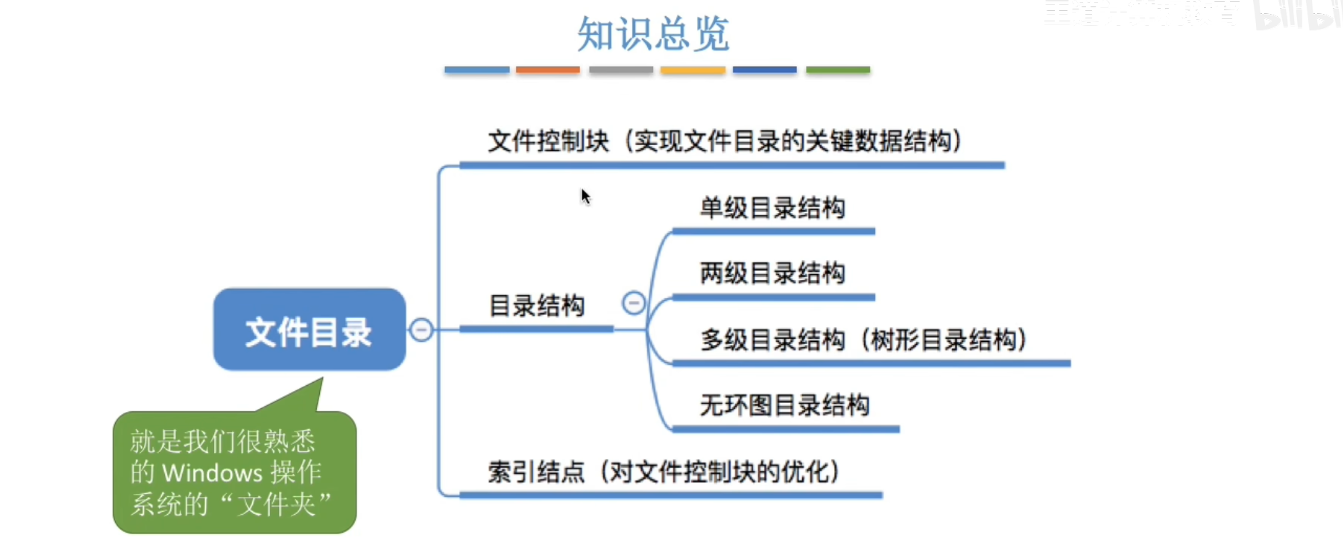 知识总览
文件控制块（实现文件目录的关键数据结构）
单级目录结构
两级目录结构
目录结构
多级目录结构（树形目录结构）
文件目录
无环图目录结构
就是我们很熟悉
的 Windows 操作
系统的“文件夹”
索引结点（对文件控制块的优化）